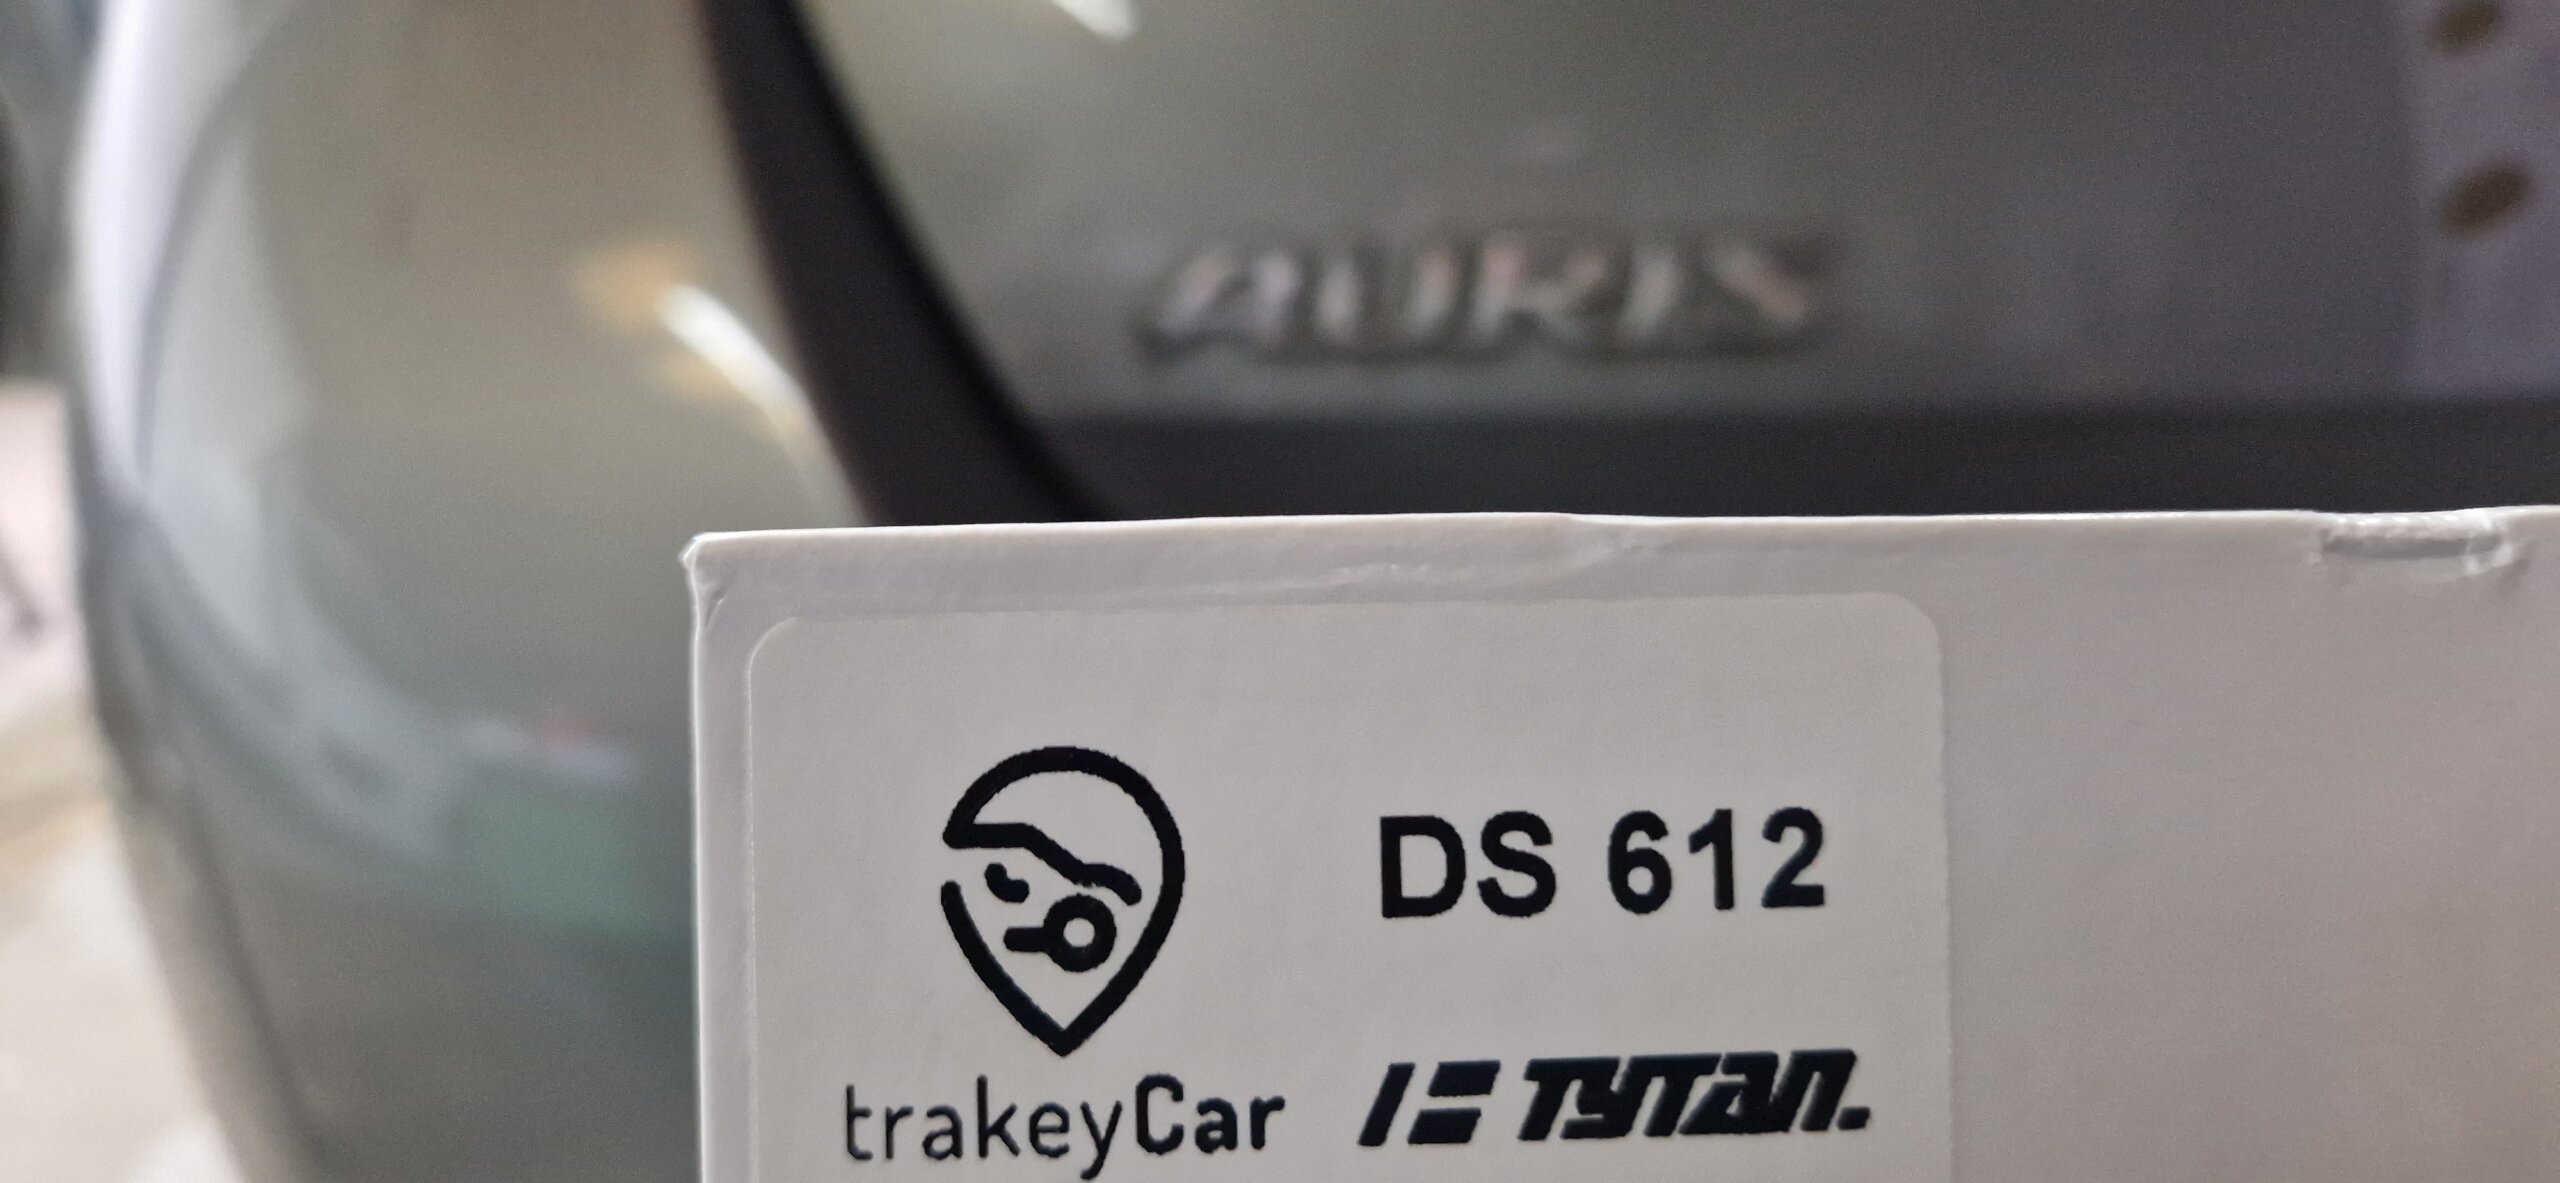 AURIS
DS 612
trakeyCar
TYTAN.